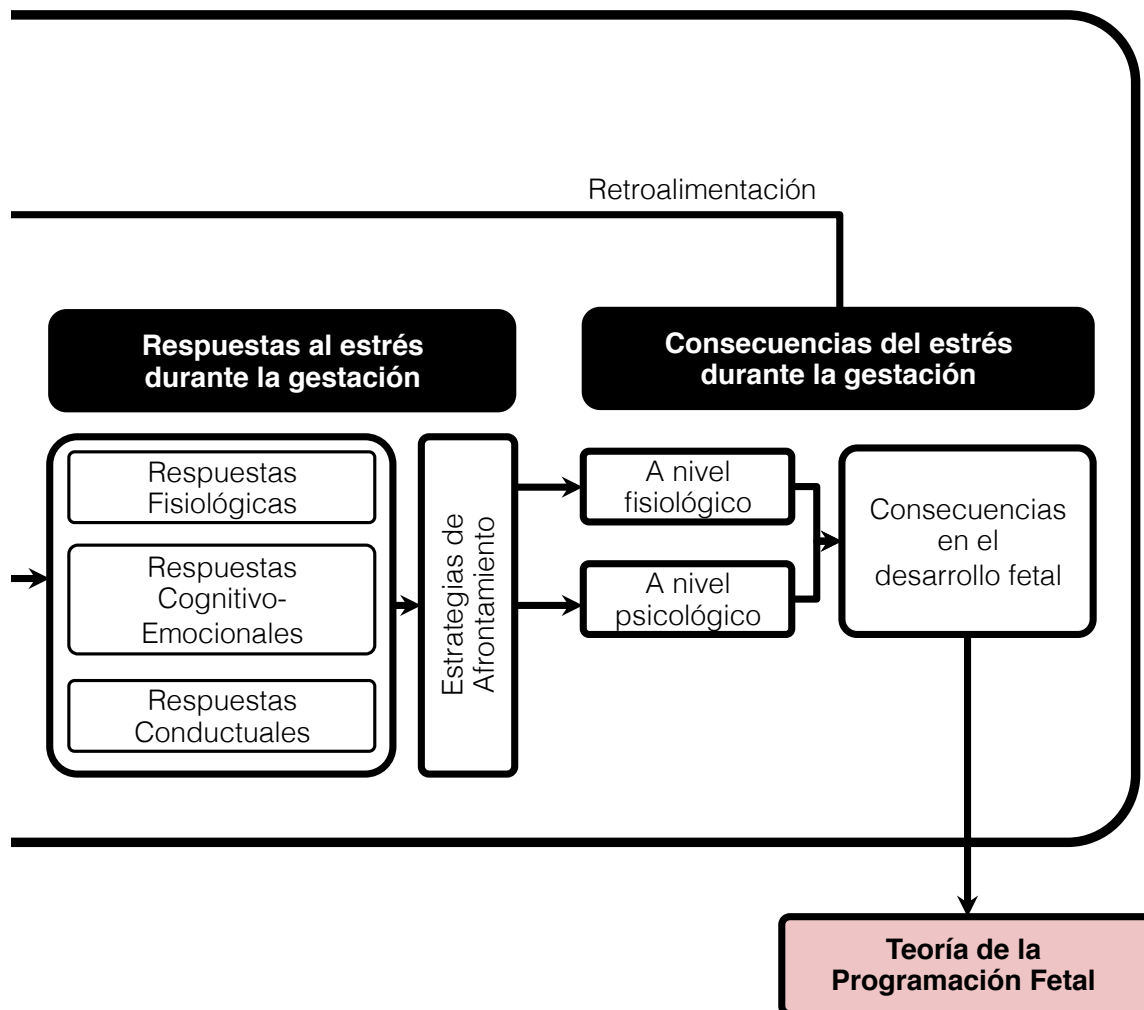 Retroalimentación
Respuestas al estrés
durante la gestación
Consecuencias del estrés
durante la gestación
Respuestas
Fisiológicas
Respuestas
Cognitivo-
Emocionales
Respuestas
Conductuales
Estrategias de
Afrontamiento
A nivel
fisiológico
A nivel
psicológico
Consecuencias
en el
desarrollo fetal
Teoría de la
Programación Fetal